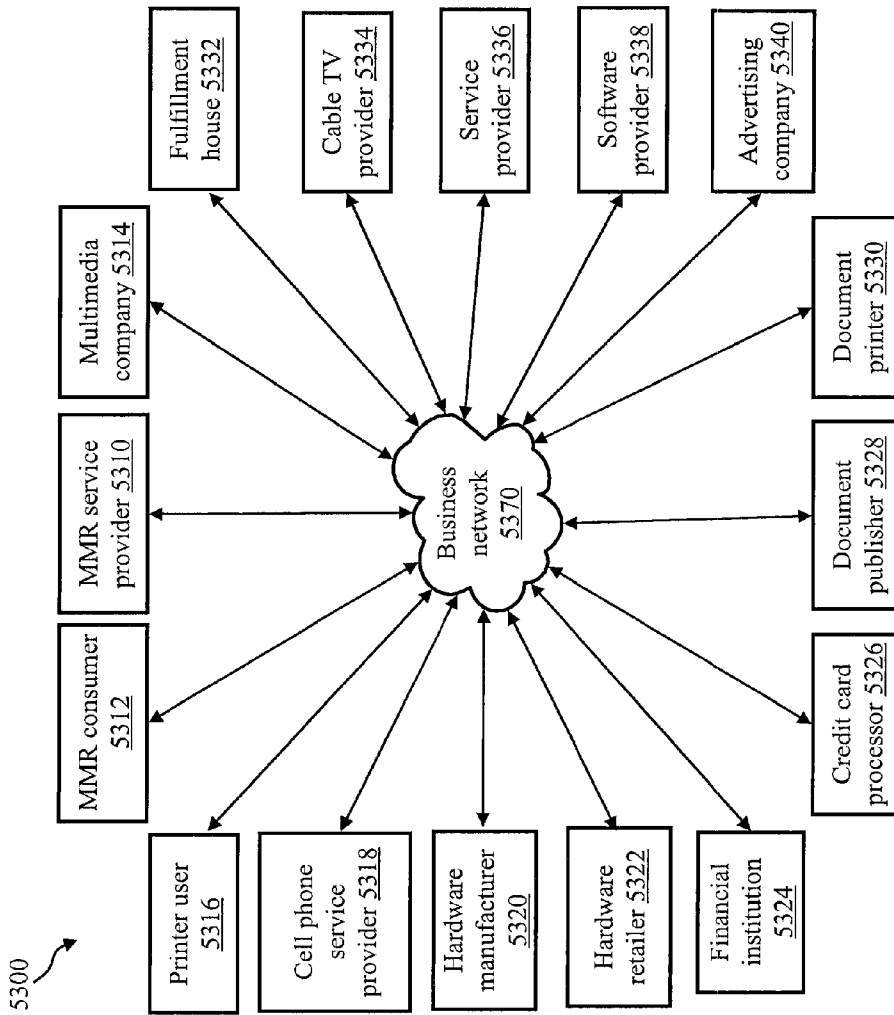 5300
MMR consumer
5312
MMR service
provider 5310
Multimedia
company 5314
Printer user
5316
Fulfillment
house 5332
Cell phone
service
provider 5318
Cable TV
provider 5334
Hardware
manufacturer
5320
Business
network
5370
Service
provider 5336
Hardware
retailer 5322
Software
provider 5338
Financial
institution
5324
Advertising
company 5340
Credit card
processor 5326
Document
publisher 5328
Document
printer 5330